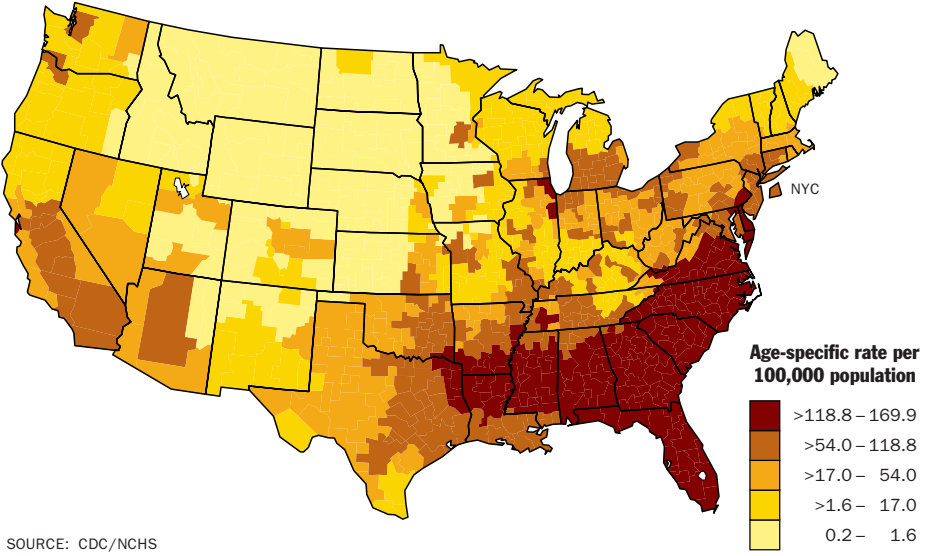 NYC
Age-specific rate per
100,000 population
>118.8 – 169.9
>54.0 – 118.8
>17.0 – 54.0
>1.6 – 17.0
0.2 – 1.6
SOURCE: CDC/NCHS